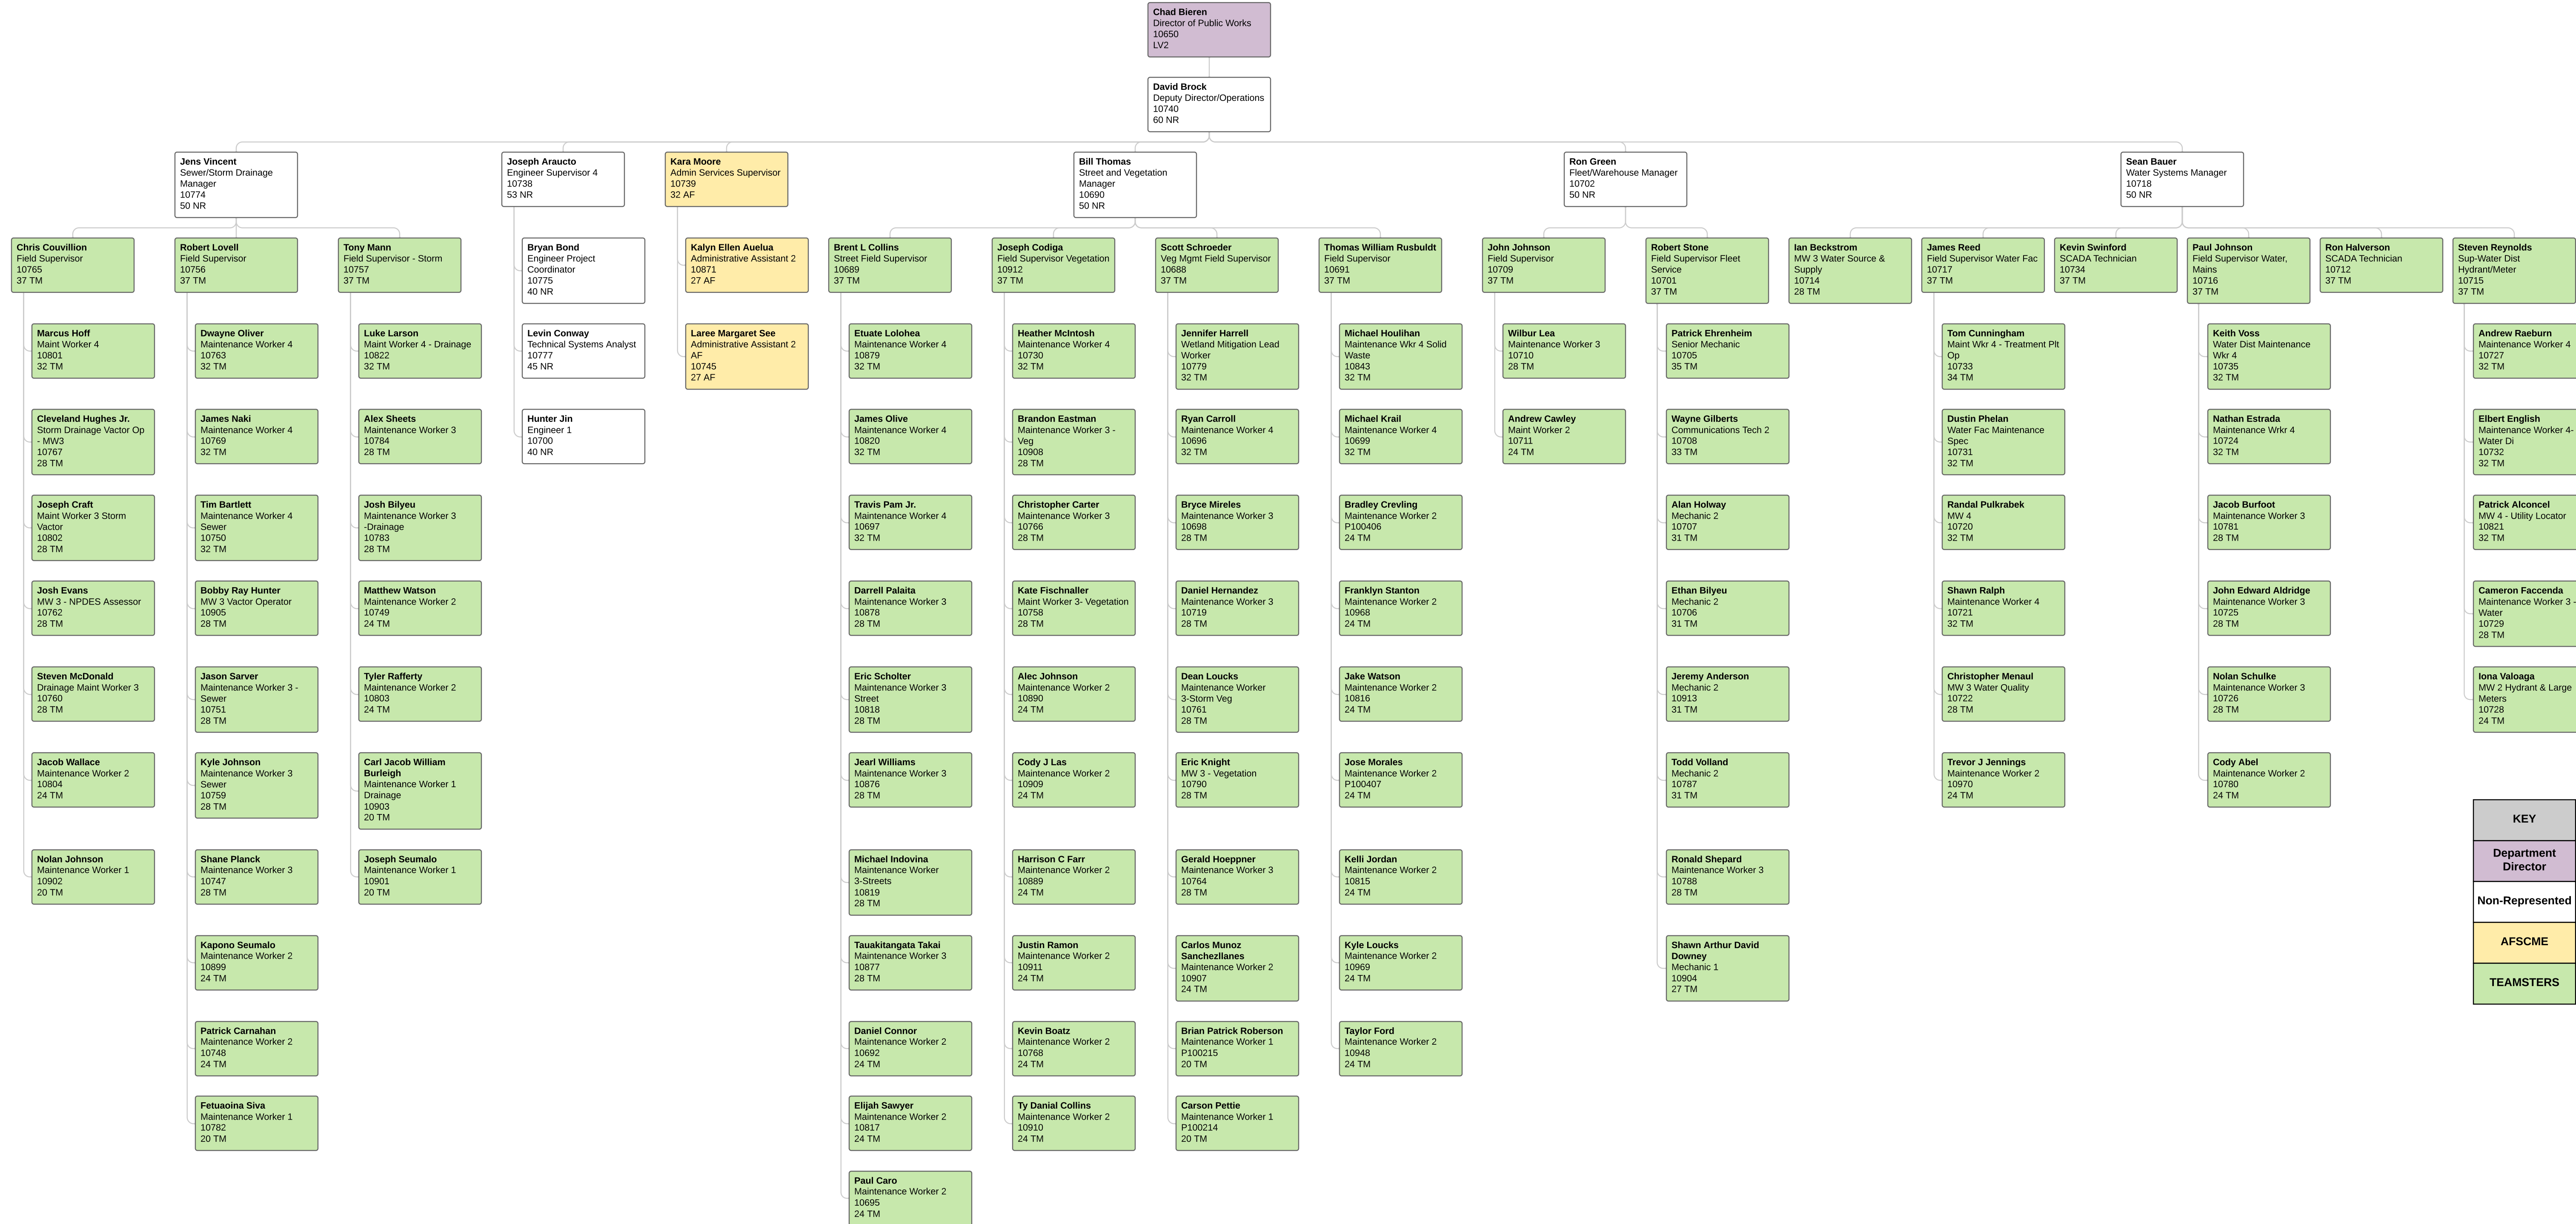 Chad Bieren
Director of Public Works
10650
LV2
David Brock
Deputy Director/Operations
10740
60 NR
Jens Vincent
Sewer/Storm Drainage
Manager
10774
50 NR
Joseph Araucto
Engineer Supervisor 4
10738
53 NR
Kara Moore
Admin Services Supervisor
10739
32 AF
Bill Thomas
Street and Vegetation
Manager
10690
50 NR
Ron Green
Fleet/Warehouse Manager
10702
50 NR
Sean Bauer
Water Systems Manager
10718
50 NR
Chris Couvillion
Field Supervisor
10765
37 TM
Marcus Hoff
Maint Worker 4
10801
32 TM
Cleveland Hughes Jr.
Storm Drainage Vactor Op
- MW3
10767
28 TM
Joseph Craft
Maint Worker 3 Storm
Vactor
10802
28 TM
Josh Evans
MW 3 - NPDES Assessor
10762
28 TM
Steven McDonald
Drainage Maint Worker 3
10760
28 TM
Jacob Wallace
Maintenance Worker 2
10804
24 TM
Nolan Johnson
Maintenance Worker 1
10902
20 TM
Robert Lovell
Field Supervisor
10756
37 TM
Dwayne Oliver
Maintenance Worker 4
10763
32 TM
James Naki
Maintenance Worker 4
10769
32 TM
Tim Bartlett
Maintenance Worker 4
Sewer
10750
32 TM
Bobby Ray Hunter
MW 3 Vactor Operator
10905
28 TM
Jason Sarver
Maintenance Worker 3 -
Sewer
10751
28 TM
Kyle Johnson
Maintenance Worker 3
Sewer
10759
28 TM
Shane Planck
Maintenance Worker 3
10747
28 TM
Kapono Seumalo
Maintenance Worker 2
10899
24 TM
Patrick Carnahan
Maintenance Worker 2
10748
24 TM
Fetuaoina Siva
Maintenance Worker 1
10782
20 TM
Tony Mann
Field Supervisor - Storm
10757
37 TM
Luke Larson
Maint Worker 4 - Drainage
10822
32 TM
Alex Sheets
Maintenance Worker 3
10784
28 TM
Josh Bilyeu
Maintenance Worker 3
-Drainage
10783
28 TM
Matthew Watson
Maintenance Worker 2
10749
24 TM
Tyler Rafferty
Maintenance Worker 2
10803
24 TM
Carl Jacob William
Burleigh
Maintenance Worker 1
Drainage
10903
20 TM
Joseph Seumalo
Maintenance Worker 1
10901
20 TM
Bryan Bond
Engineer Project
Coordinator
10775
40 NR
Levin Conway
Technical Systems Analyst
10777
45 NR
Hunter Jin
Engineer 1
10700
40 NR
Kalyn Ellen Auelua
Administrative Assistant 2
10871
27 AF
Laree Margaret See
Administrative Assistant 2
AF
10745
27 AF
Brent L Collins
Street Field Supervisor
10689
37 TM
Etuate Lolohea
Maintenance Worker 4
10879
32 TM
James Olive
Maintenance Worker 4
10820
32 TM
Travis Pam Jr.
Maintenance Worker 4
10697
32 TM
Darrell Palaita
Maintenance Worker 3
10878
28 TM
Eric Scholter
Maintenance Worker 3
Street
10818
28 TM
Jearl Williams
Maintenance Worker 3
10876
28 TM
Michael Indovina
Maintenance Worker
3-Streets
10819
28 TM
Tauakitangata Takai
Maintenance Worker 3
10877
28 TM
Daniel Connor
Maintenance Worker 2
10692
24 TM
Elijah Sawyer
Maintenance Worker 2
10817
24 TM
Paul Caro
Maintenance Worker 2
10695
24 TM
Joseph Codiga
Field Supervisor Vegetation
10912
37 TM
Heather McIntosh
Maintenance Worker 4
10730
32 TM
Brandon Eastman
Maintenance Worker 3 -
Veg
10908
28 TM
Christopher Carter
Maintenance Worker 3
10766
28 TM
Kate Fischnaller
Maint Worker 3- Vegetation
10758
28 TM
Alec Johnson
Maintenance Worker 2
10890
24 TM
Cody J Las
Maintenance Worker 2
10909
24 TM
Harrison C Farr
Maintenance Worker 2
10889
24 TM
Justin Ramon
Maintenance Worker 2
10911
24 TM
Kevin Boatz
Maintenance Worker 2
10768
24 TM
Ty Danial Collins
Maintenance Worker 2
10910
24 TM
Scott Schroeder
Veg Mgmt Field Supervisor
10688
37 TM
Jennifer Harrell
Wetland Mitigation Lead
Worker
10779
32 TM
Ryan Carroll
Maintenance Worker 4
10696
32 TM
Bryce Mireles
Maintenance Worker 3
10698
28 TM
Daniel Hernandez
Maintenance Worker 3
10719
28 TM
Dean Loucks
Maintenance Worker
3-Storm Veg
10761
28 TM
Eric Knight
MW 3 - Vegetation
10790
28 TM
Gerald Hoeppner
Maintenance Worker 3
10764
28 TM
Carlos Munoz
Sanchezllanes
Maintenance Worker 2
10907
24 TM
Brian Patrick Roberson
Maintenance Worker 1
P100215
20 TM
Carson Pettie
Maintenance Worker 1
P100214
20 TM
Thomas William Rusbuldt
Field Supervisor
10691
37 TM
Michael Houlihan
Maintenance Wkr 4 Solid
Waste
10843
32 TM
Michael Krail
Maintenance Worker 4
10699
32 TM
Bradley Crevling
Maintenance Worker 2
P100406
24 TM
Franklyn Stanton
Maintenance Worker 2
10968
24 TM
Jake Watson
Maintenance Worker 2
10816
24 TM
Jose Morales
Maintenance Worker 2
P100407
24 TM
Kelli Jordan
Maintenance Worker 2
10815
24 TM
Kyle Loucks
Maintenance Worker 2
10969
24 TM
Taylor Ford
Maintenance Worker 2
10948
24 TM
John Johnson
Field Supervisor
10709
37 TM
Wilbur Lea
Maintenance Worker 3
10710
28 TM
Andrew Cawley
Maint Worker 2
10711
24 TM
Robert Stone
Field Supervisor Fleet
Service
10701
37 TM
Patrick Ehrenheim
Senior Mechanic
10705
35 TM
Wayne Gilberts
Communications Tech 2
10708
33 TM
Alan Holway
Mechanic 2
10707
31 TM
Ethan Bilyeu
Mechanic 2
10706
31 TM
Jeremy Anderson
Mechanic 2
10913
31 TM
Todd Volland
Mechanic 2
10787
31 TM
Ronald Shepard
Maintenance Worker 3
10788
28 TM
Shawn Arthur David
Downey
Mechanic 1
10904
27 TM
Ian Beckstrom
MW 3 Water Source &
Supply
10714
28 TM
James Reed
Field Supervisor Water Fac
10717
37 TM
Tom Cunningham
Maint Wkr 4 - Treatment Plt
Op
10733
34 TM
Dustin Phelan
Water Fac Maintenance
Spec
10731
32 TM
Randal Pulkrabek
MW 4
10720
32 TM
Shawn Ralph
Maintenance Worker 4
10721
32 TM
Christopher Menaul
MW 3 Water Quality
10722
28 TM
Trevor J Jennings
Maintenance Worker 2
10970
24 TM
Kevin Swinford
SCADA Technician
10734
37 TM
Paul Johnson
Field Supervisor Water,
Mains
10716
37 TM
Keith Voss
Water Dist Maintenance
Wkr 4
10735
32 TM
Nathan Estrada
Maintenance Wrkr 4
10724
32 TM
Jacob Burfoot
Maintenance Worker 3
10781
28 TM
John Edward Aldridge
Maintenance Worker 3
10725
28 TM
Nolan Schulke
Maintenance Worker 3
10726
28 TM
Cody Abel
Maintenance Worker 2
10780
24 TM
Ron Halverson
SCADA Technician
10712
37 TM
Steven Reynolds
Sup-Water Dist
Hydrant/Meter
10715
37 TM
Andrew Raeburn
Maintenance Worker 4
10727
32 TM
Elbert English
Maintenance Worker 4-
Water Di
10732
32 TM
Patrick Alconcel
MW 4 - Utility Locator
10821
32 TM
Cameron Faccenda
Maintenance Worker 3 -
Water
10729
28 TM
Iona Valoaga
MW 2 Hydrant & Large
Meters
10728
24 TM
KEY
Department
Director
Non-Represented
AFSCME
TEAMSTERS